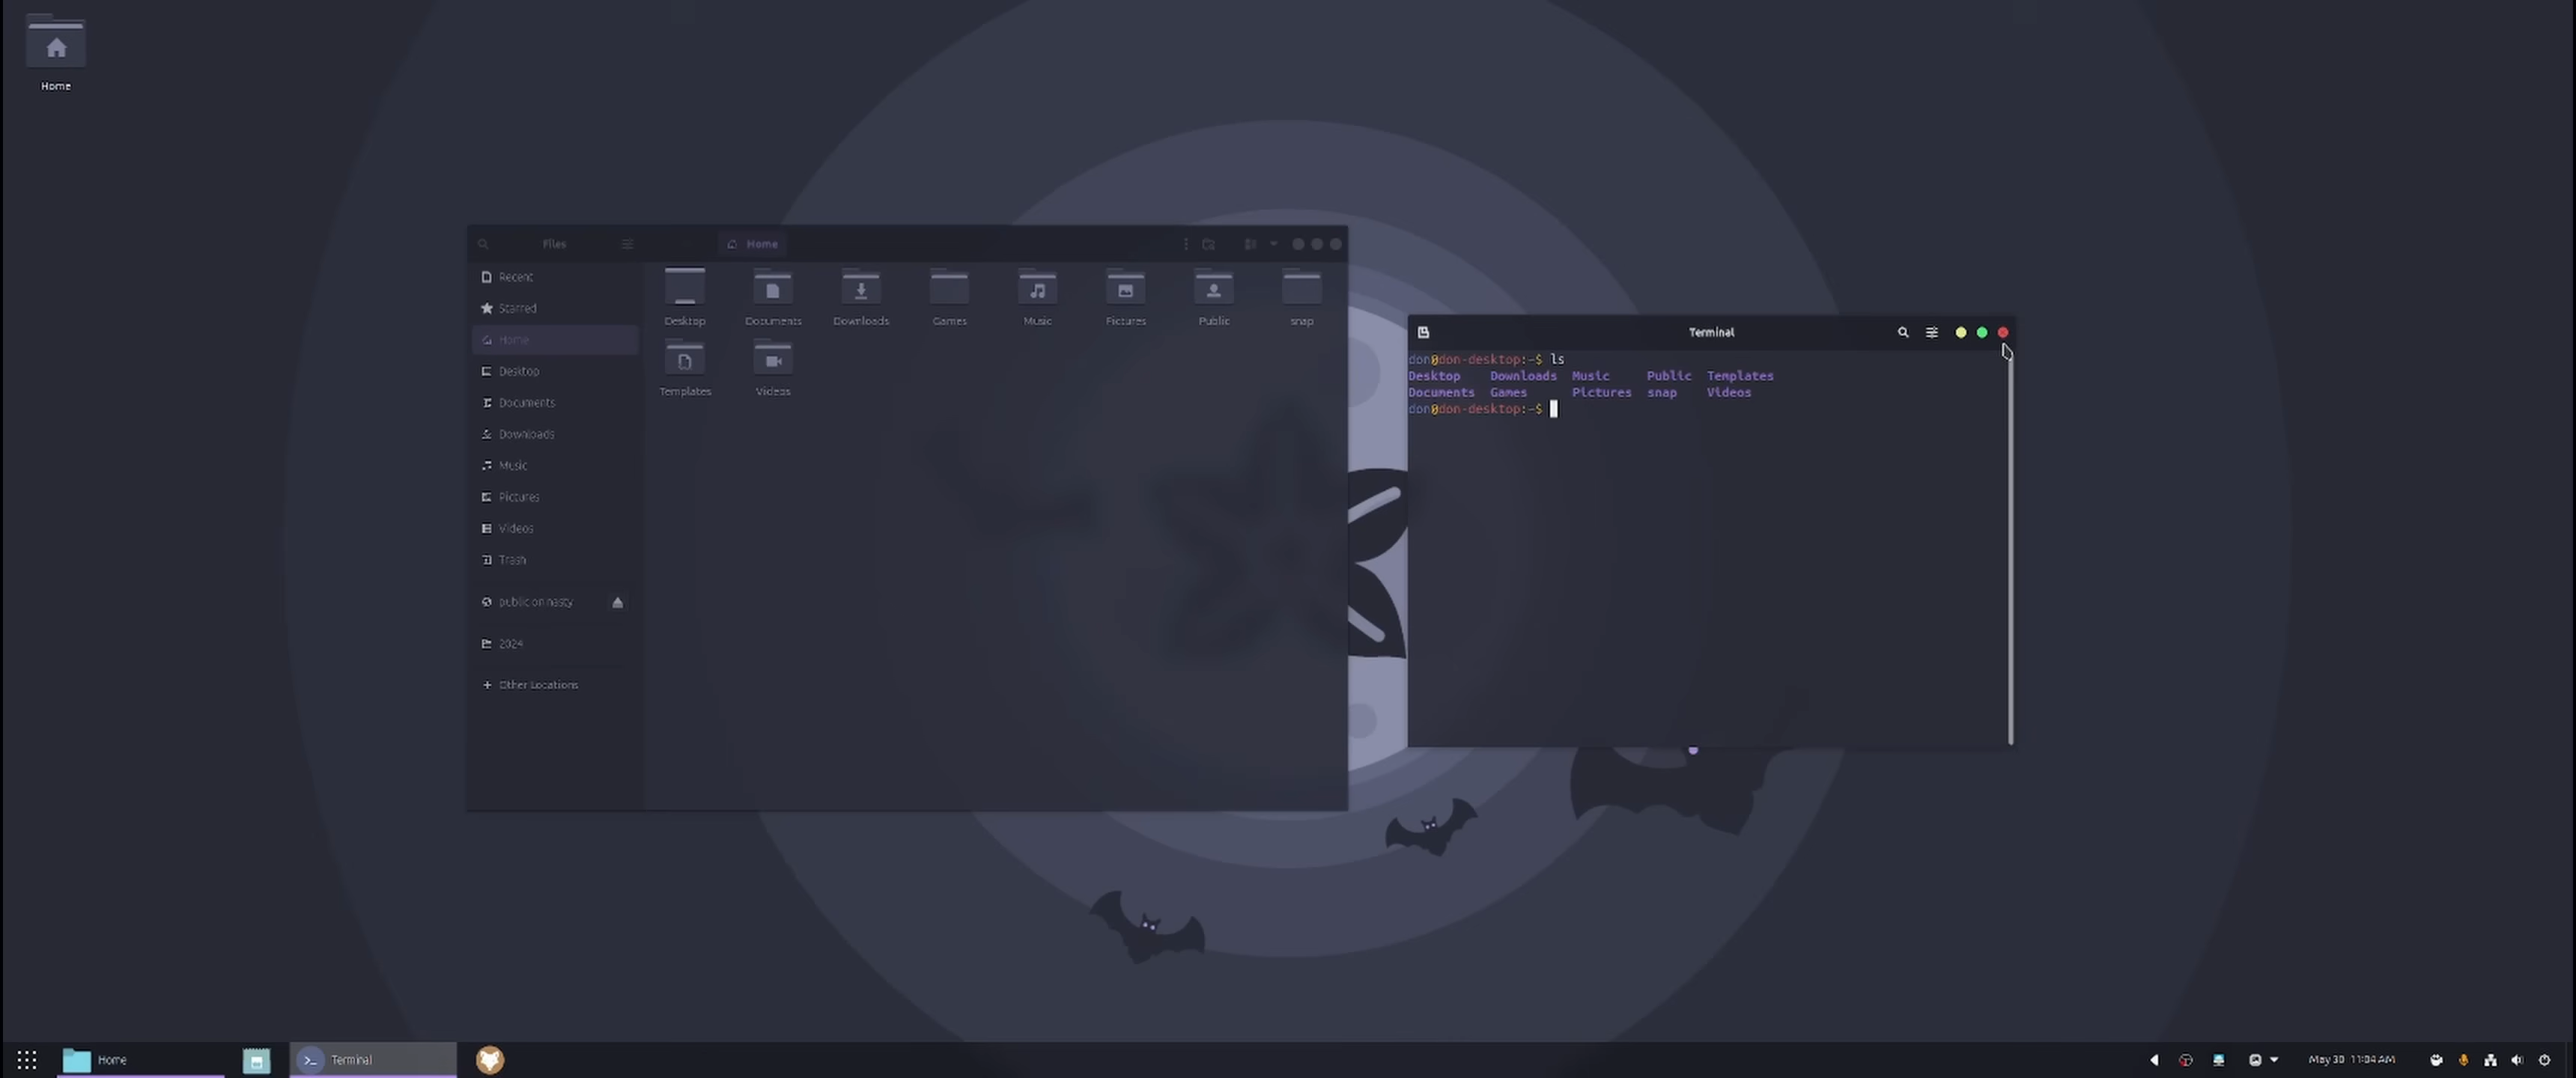 Home
Files
Home
Recent
Starred
Home
Desktop
Documents
Downloads
Music
Pictures
Videos
Trash
public on nasty
2024
Other Locations
Desktop Documents Downloads Games Music Pictures Public snap
Templates Videos
Terminal
don@don-desktop:~$ ls
Desktop Downloads Music Public Templates
Documents Games Pictures snap Videos
don@don-desktop:~$
Home
Terminal
May 30 11:04 AM